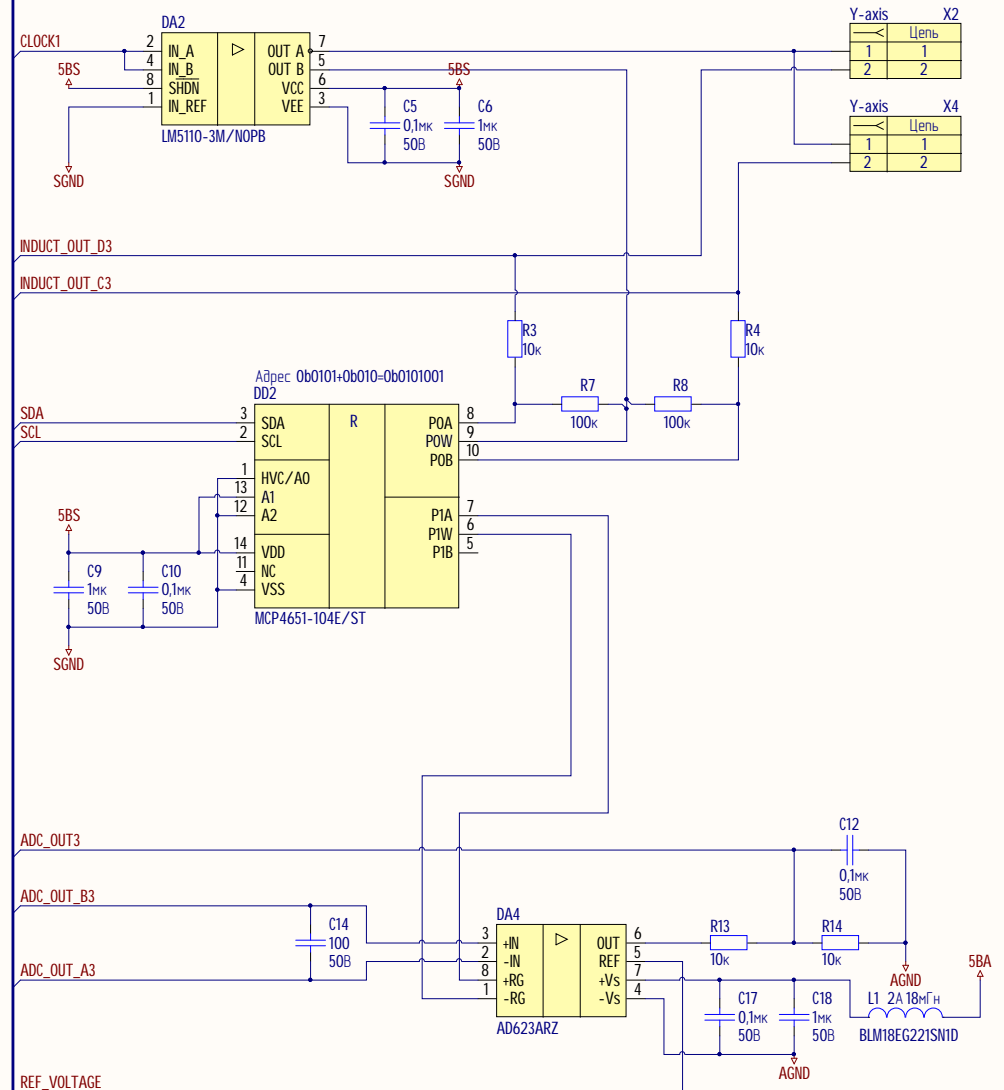 DA2
CLOCK1
2 IN_A OUT A 7
4 IN_B OUT B 5
5BS 8 SHDN VCC 6 5BS
1 IN_REF VEE 3
LM5110-3M/NOPB
C5
0,1мк
50В
C6
1мк
50В
SGND
SGND
Y-axis X2
Цепь
1 1
2 2
Y-axis X4
Цепь
1 1
2 2
INDUCT_OUT_D3
INDUCT_OUT_C3
R3
10к
R4
10к
R7
100к
R8
100к
Адрес 0b0101+0b010=0b0101001
DD2
SDA 3 SDA R P0A 8
SCL 2 SCL P0W 9
P0B 10
1 HVC/A0
13 A1
12 A2
P1A 7
P1W 6
P1B 5
14 VDD
11 NC
4 VSS
MCP4651-104E/ST
5BS
C9
1мк
50В
C10
0,1мк
50В
SGND
ADC_OUT3
C12
0,1мк
50В
ADC_OUT_B3
C14
100
50В
ADC_OUT_A3
DA4
3 +IN OUT 6
2 -IN REF 5
8 +RG +Vs 7
1 -RG -Vs 4
AD623ARZ
R13
10к
R14
10к
AGND
5BA
L1 2А 18мГн
BLM18EG221SN1D
C17
0,1мк
50В
C18
1мк
50В
AGND
REF_VOLTAGE